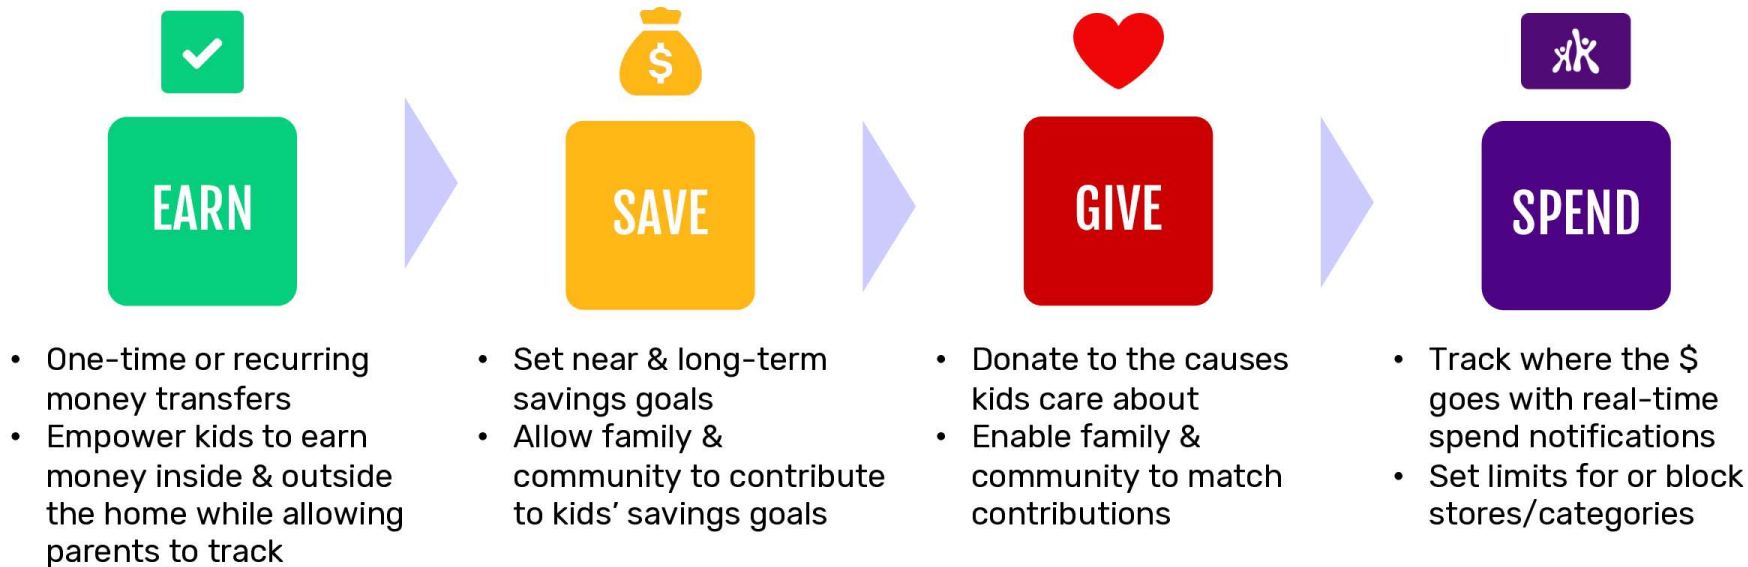 $
EARN
SAVE
GIVE
SPEND
• One-time or recurring
money transfers
• Empower kids to earn
money inside & outside
the home while allowing
parents to track
• Set near & long-term
savings goals
• Allow family &
community to contribute
to kids’ savings goals
• Donate to the causes
kids care about
• Enable family &
community to match
contributions
• Track where the $
goes with real-time
spend notifications
• Set limits for or block
stores/categories